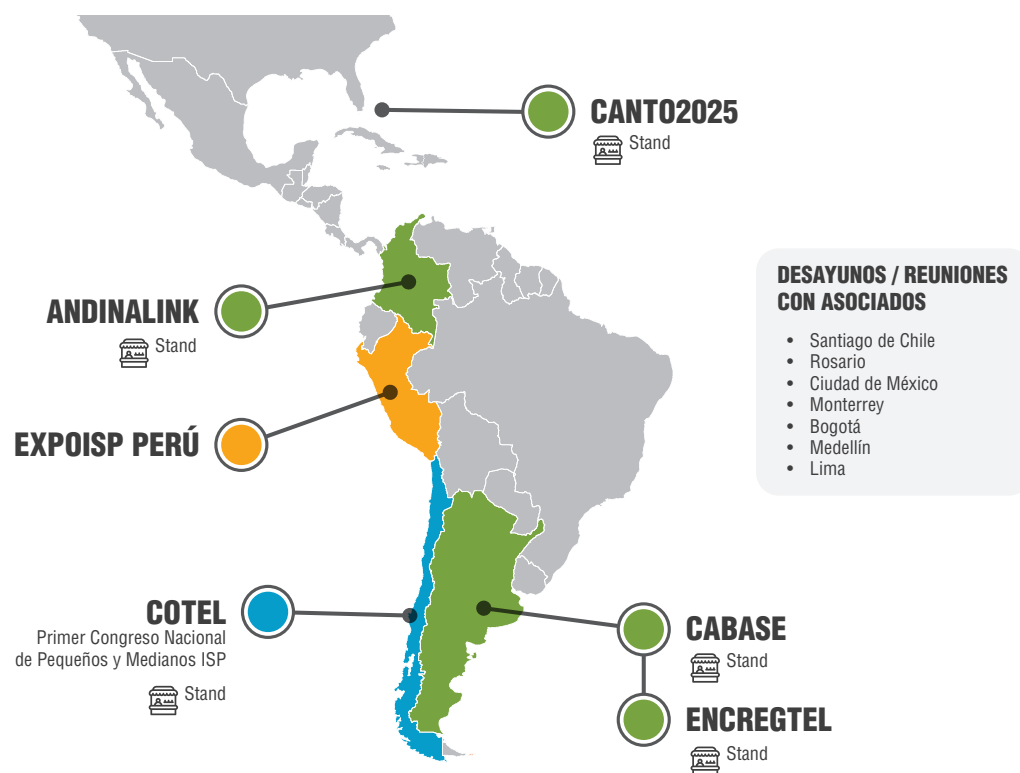 CANTO2025
Stand
ANDINALINK
Stand
EXPOISP PERÚ
DESAYUNOS / REUNIONES
CON ASOCIADOS
• Santiago de Chile
• Rosario
• Ciudad de México
• Monterrey
• Bogotá
• Medellín
• Lima
COTEL
Primer Congreso Nacional
de Pequeños y Medianos ISP
Stand
CABASE
Stand
ENCREGTEL
Stand